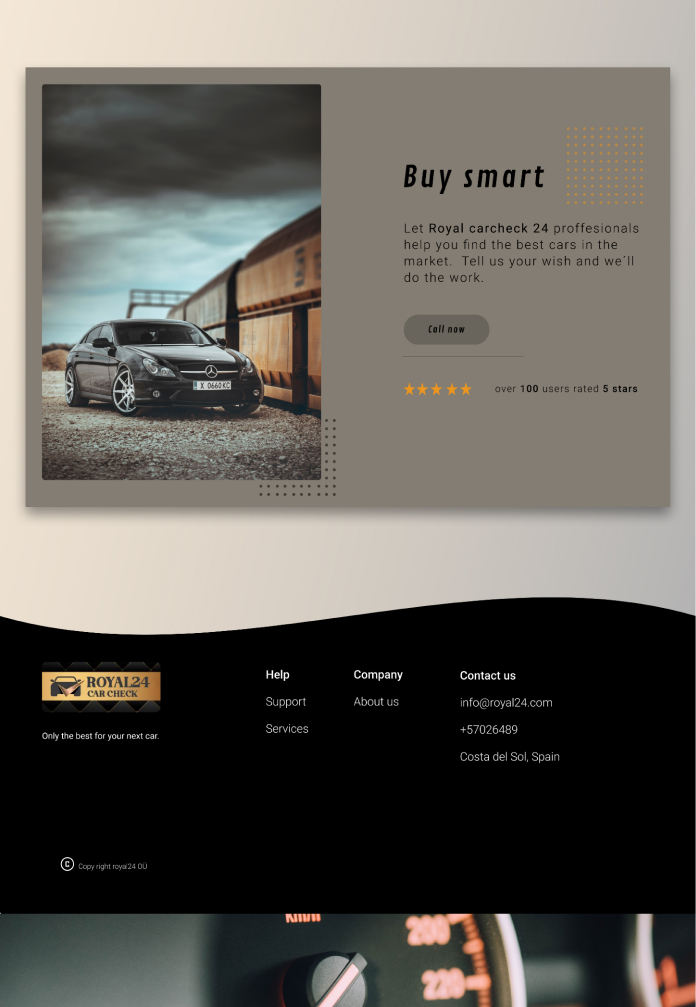 Buy smart
Let Royal carcheck 24 proffesionals
help you find the best cars in the
market. Tell us your wish and we´ll
do the work.
Call now
over 100 users rated 5 stars
X 0660 KC
ROYAL24
CAR CHECK
Only the best for your next car.
Help
Support
Services
Company
About us
Contact us
info@royal24.com
+57026489
Costa del Sol, Spain
C Copy right royal24 OÜ
km/h
200
220